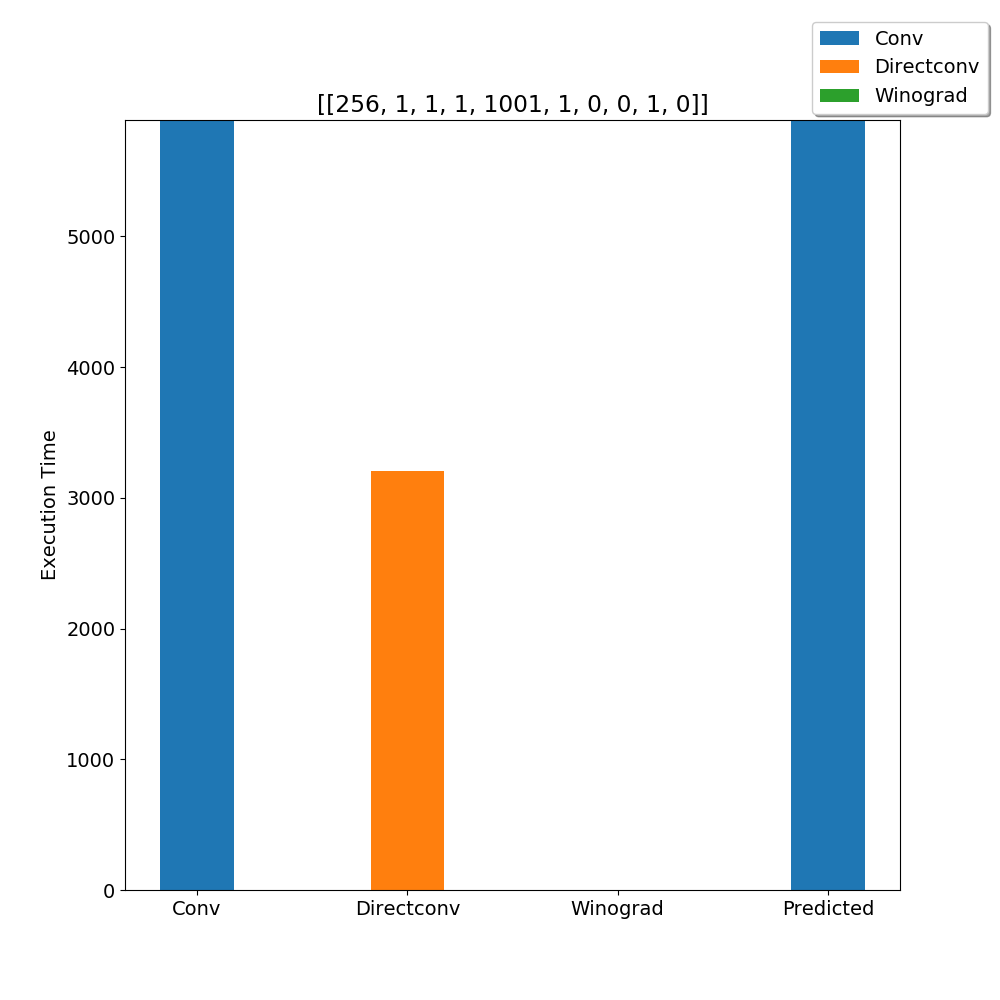 Conv
Directconv
Winograd
[[256, 1, 1, 1, 1001, 1, 0, 0, 1, 0]]
5000
4000
3000
2000
1000
0
Execution Time
Conv Directconv Winograd Predicted